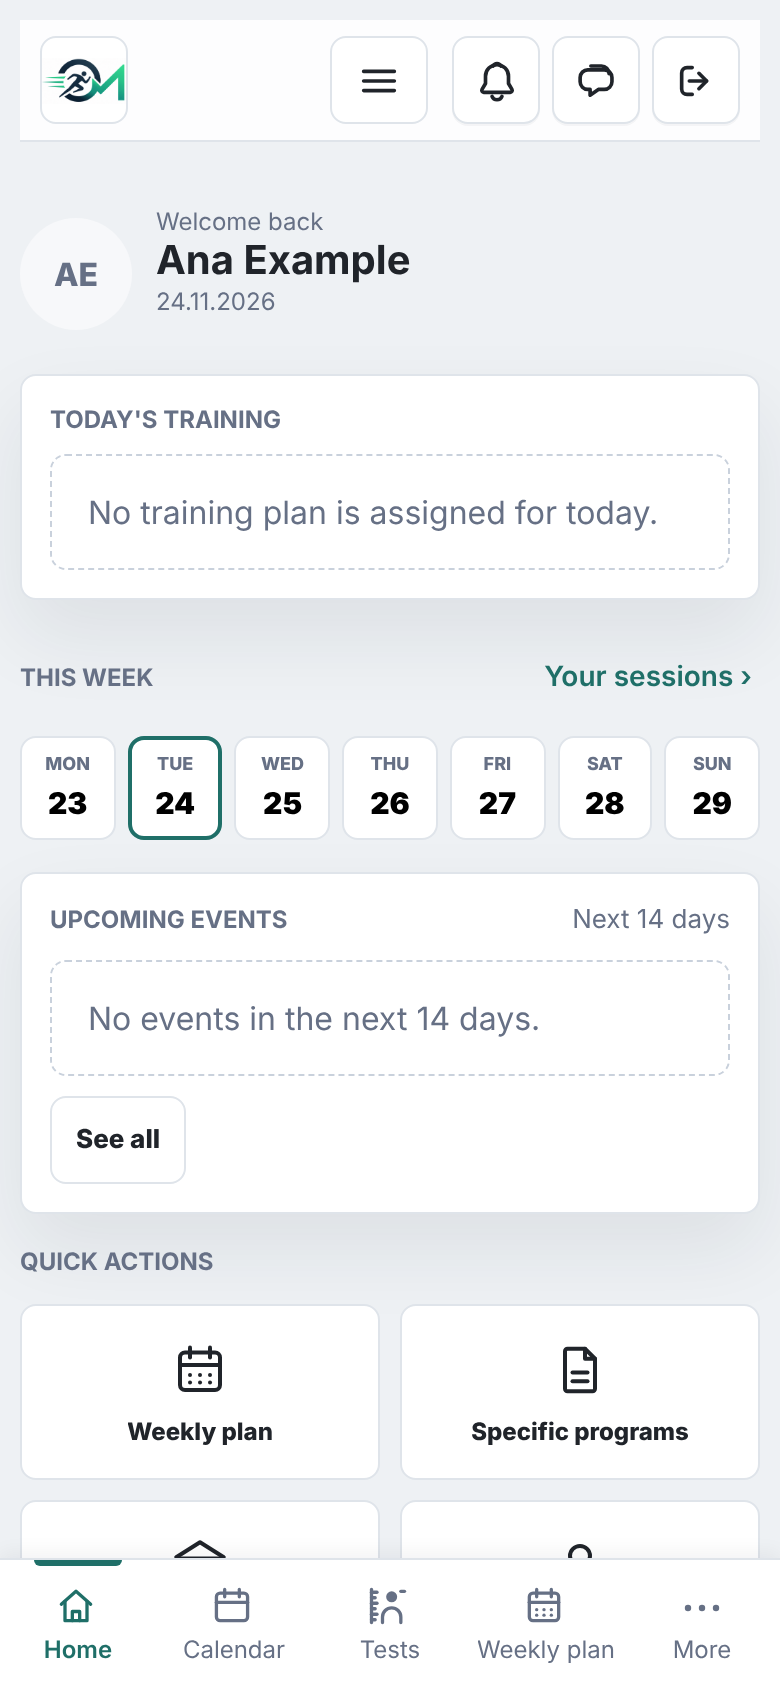 Welcome back
AE
Ana Example
24.11.2026
TODAY'S TRAINING
No training plan is assigned for today.
THIS WEEK
Your sessions ›
MON TUE WED THU FRI SAT SUN
23 24 25 26 27 28 29
UPCOMING EVENTS
Next 14 days
No events in the next 14 days.
See all
QUICK ACTIONS
Weekly plan
Specific programs
Home
Calendar
Tests
Weekly plan
More